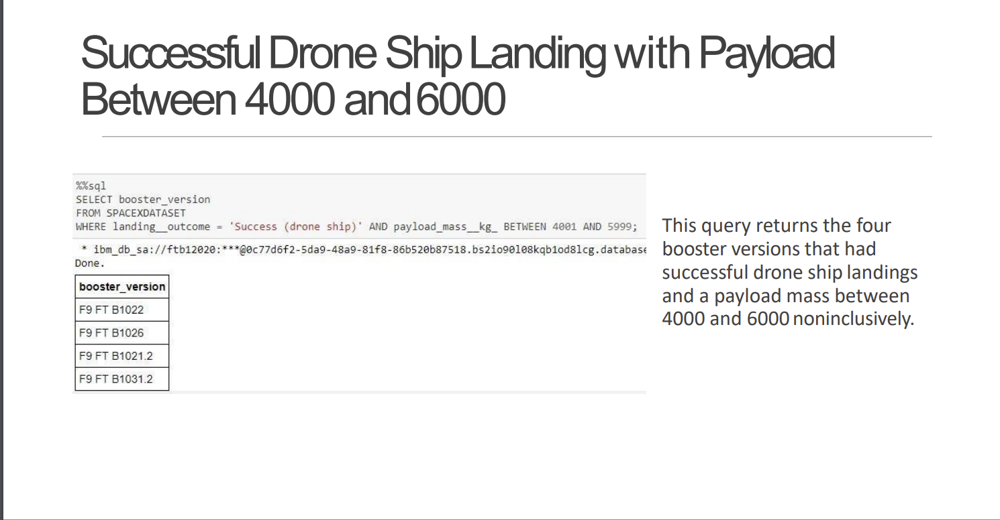 Successful Drone Ship Landing with Payload
Between 4000 and 6000
%%sql
SELECT booster_version
FROM SPACEXDATASET
WHERE landing__outcome = 'Success (drone ship)' AND payload_mass__kg_ BETWEEN 4001 AND 5999;
* ibm_db_sa://ftb12020:***@0c77d6f2-5da9-48a9-81f8-86b520b87518.bs2io90l08kqb1od8lcg.database
Done.
booster_version
F9 FT B1022
F9 FT B1026
F9 FT B1021.2
F9 FT B1031.2
This query returns the four
booster versions that had
successful drone ship landings
and a payload mass between
4000 and 6000 noninclusively.